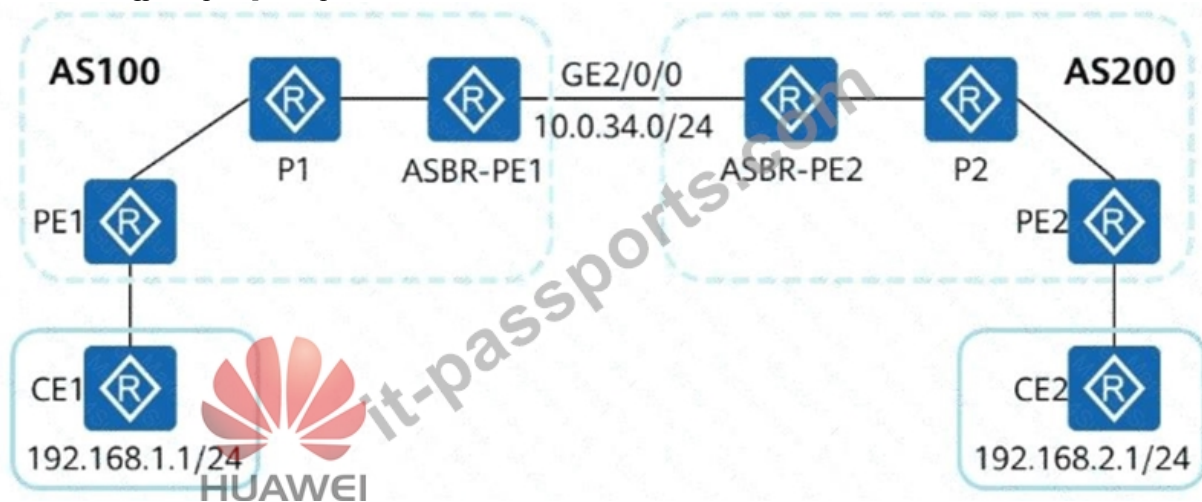 AS100
GE2/0/0
AS200
10.0.34.0/24
P1
ASBR-PE1
ASBR-PE2
P2
PE1
PE2
CE1
CE2
192.168.1.1/24
192.168.2.1/24
HUAWEI
it-passports.com
R
R
R
R
R
R
R
R